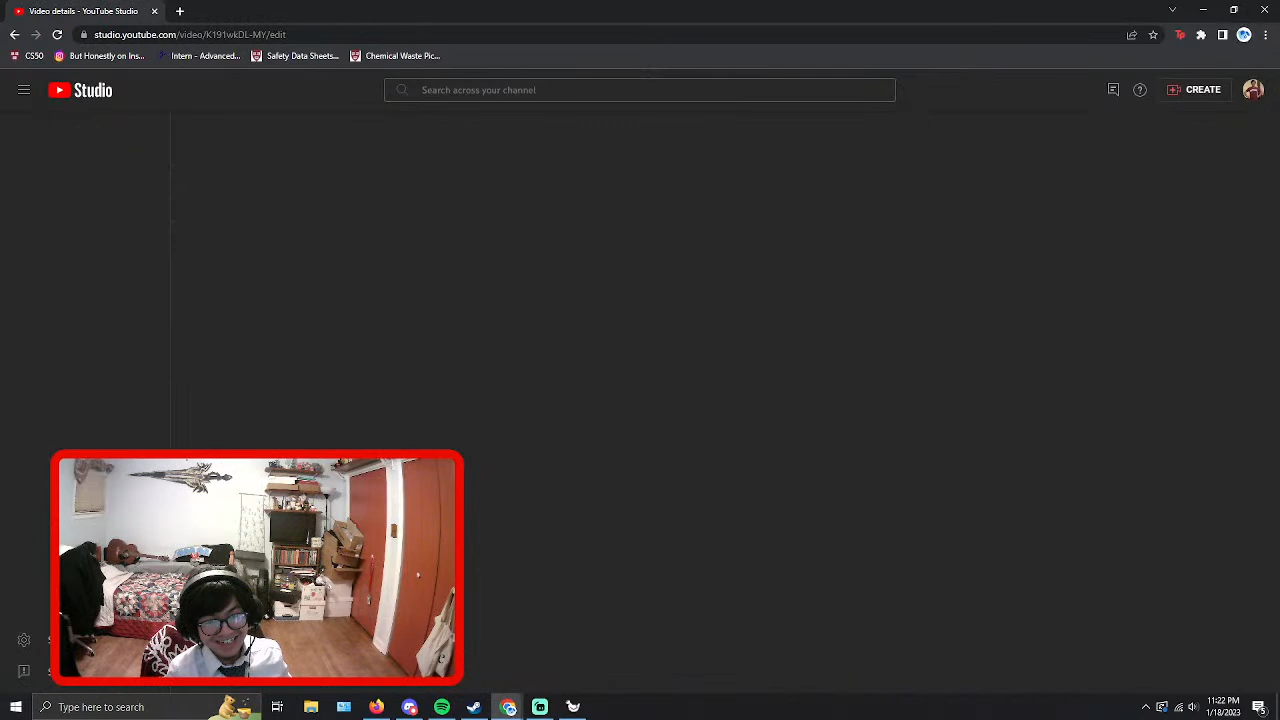 Video details - YouTube Studio
studio.youtube.com/video/K191wkDL-MY/edit
CS50
But Honestly on Ins...
Intern - Advanced...
Safety Data Sheets...
Chemical Waste Pic...
Studio
Search across your channel
CREATE
Type here to search
11:22 PM
1/18/2023